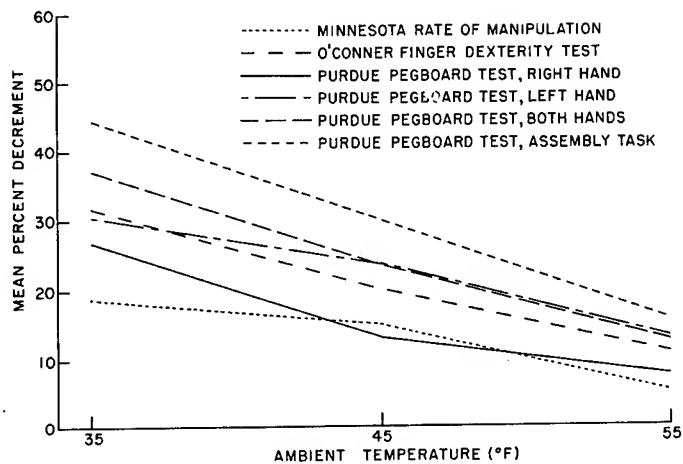 60
50
40
30
20
10
0
MEAN PERCENT DECREMENT
MINNESOTA RATE OF MANIPULATION
O'CONNER FINGER DEXTERITY TEST
PURDUE PEGBOARD TEST, RIGHT HAND
PURDUE PEGBOARD TEST, LEFT HAND
PURDUE PEGBOARD TEST, BOTH HANDS
PURDUE PEGBOARD TEST, ASSEMBLY TASK
35 45 55
AMBIENT TEMPERATURE (°F)